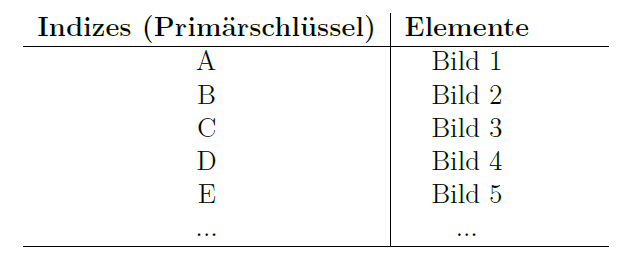 Indizes (Primärschlüssel) Elemente
A Bild 1
B Bild 2
C Bild 3
D Bild 4
E Bild 5
... ...